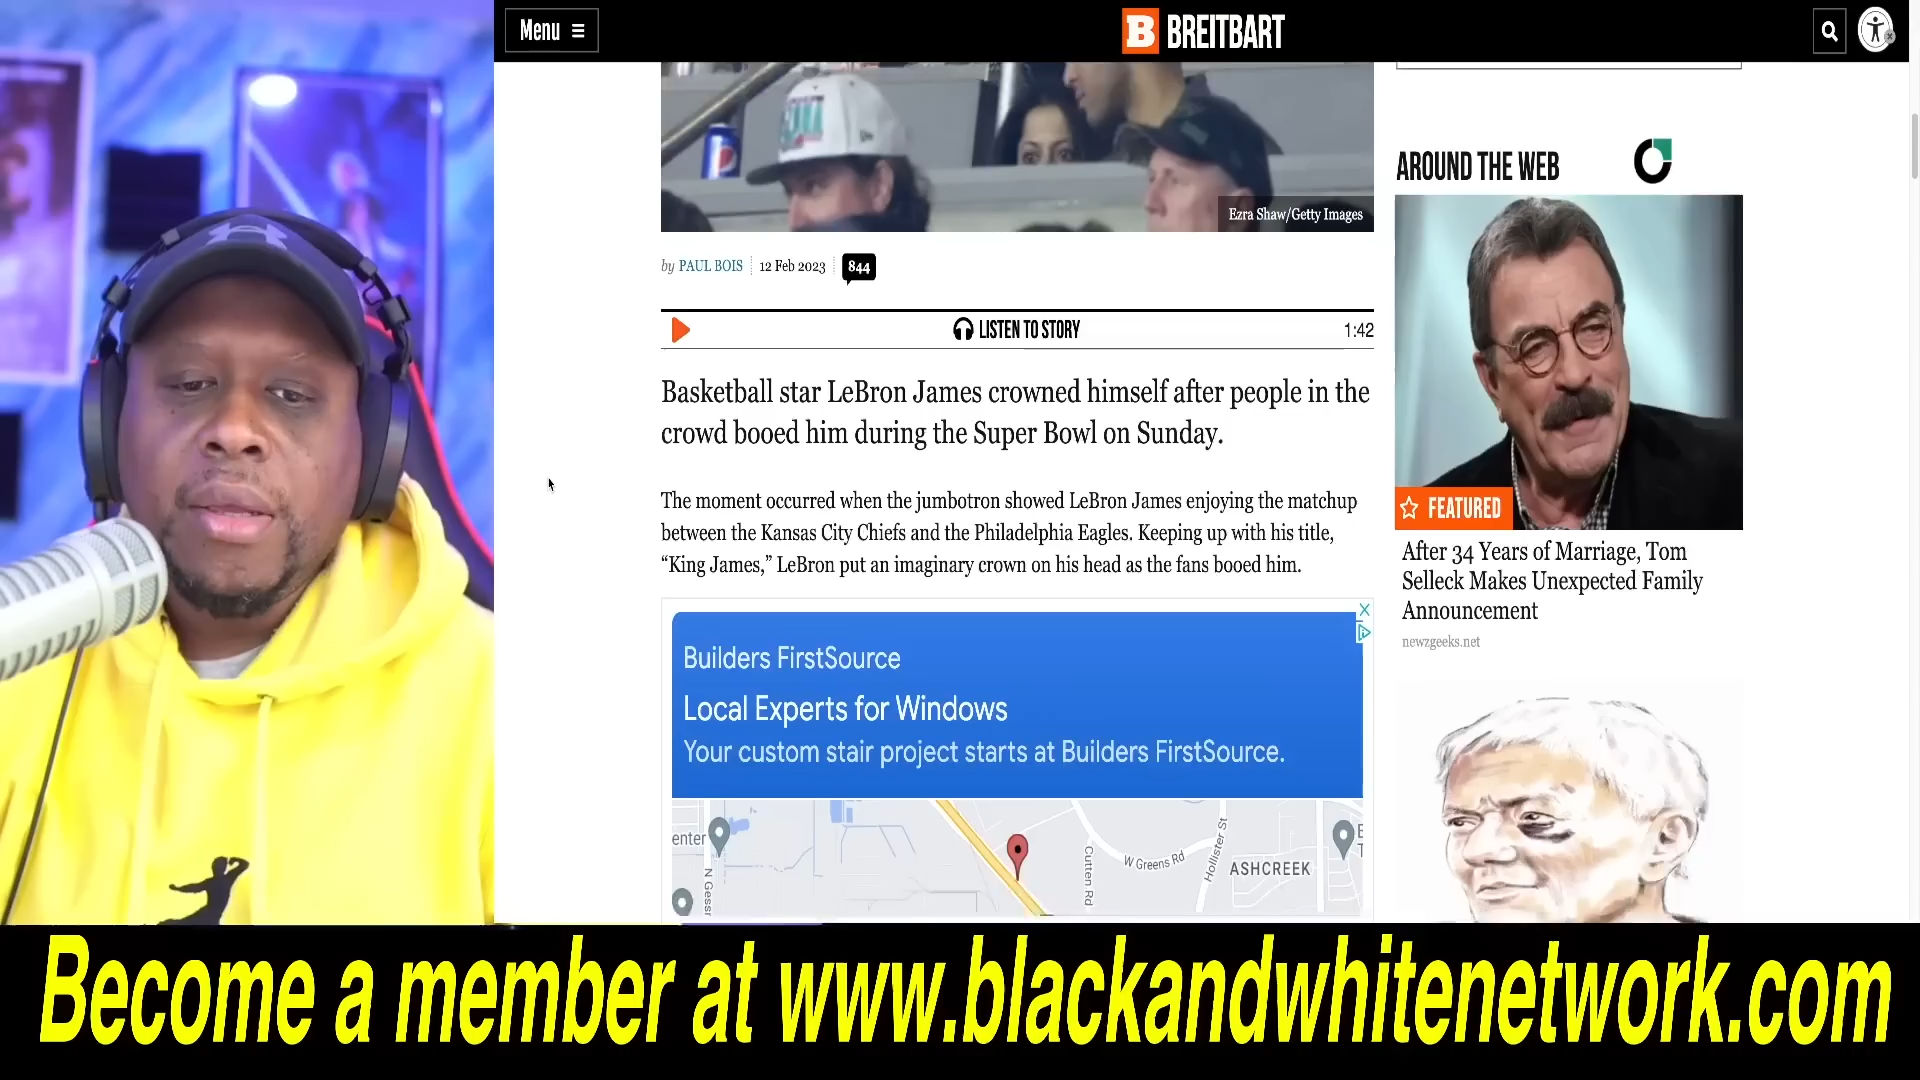 Menu
BREITBART
Ezra Shaw/Getty Images
by PAUL BOIS 12 Feb 2023 844
LISTEN TO STORY 1:42
Basketball star LeBron James crowned himself after people in the
crowd booed him during the Super Bowl on Sunday.
The moment occurred when the jumbotron showed LeBron James enjoying the matchup
between the Kansas City Chiefs and the Philadelphia Eagles. Keeping up with his title,
“King James,” LeBron put an imaginary crown on his head as the fans booed him.
Builders FirstSource
Local Experts for Windows
Your custom stair project starts at Builders FirstSource.
enter
N Gessr
Cutten Rd
W Greens Rd
Hollister St
ASHCREEK
AROUND THE WEB
FEATURED
After 34 Years of Marriage, Tom
Selleck Makes Unexpected Family
Announcement
newzgeeks.net
Become a member at www.blackandwhitenetwork.com